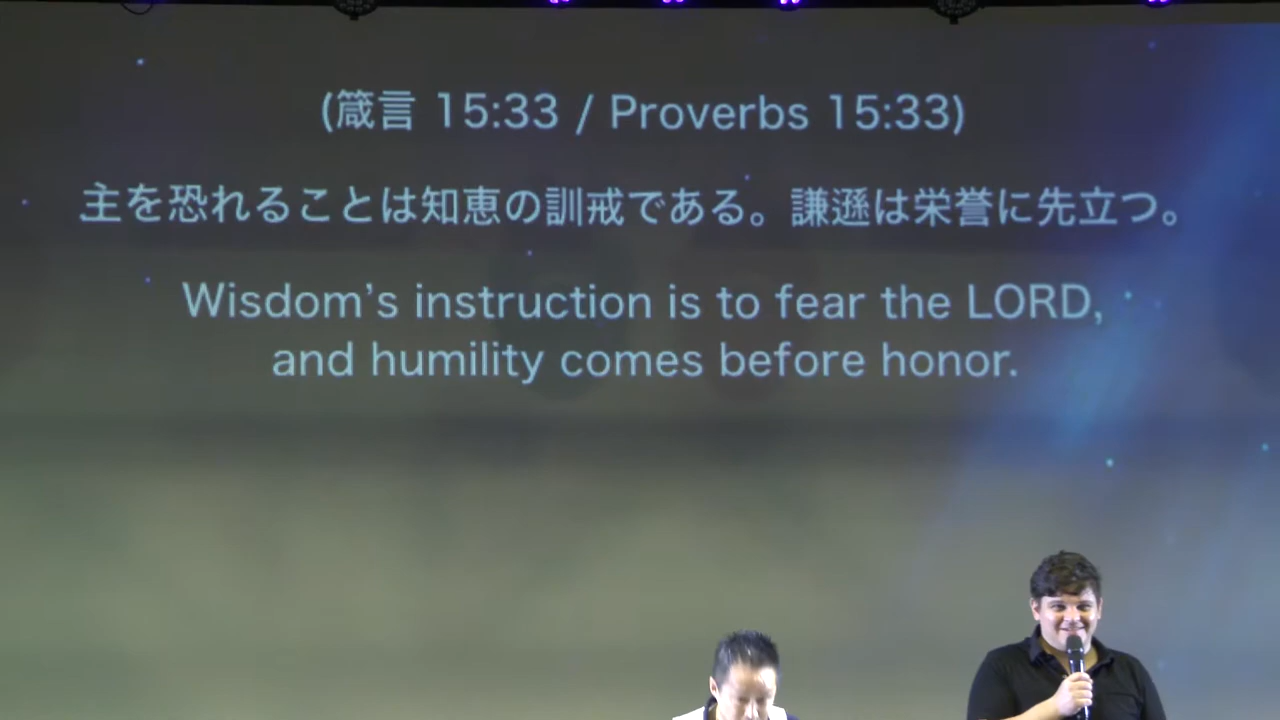 (箴言 15:33 / Proverbs 15:33)
主を恐れることは知恵の訓戒である。謙遜は栄誉に先立つ。
Wisdom’s instruction is to fear the LORD,
and humility comes before honor.